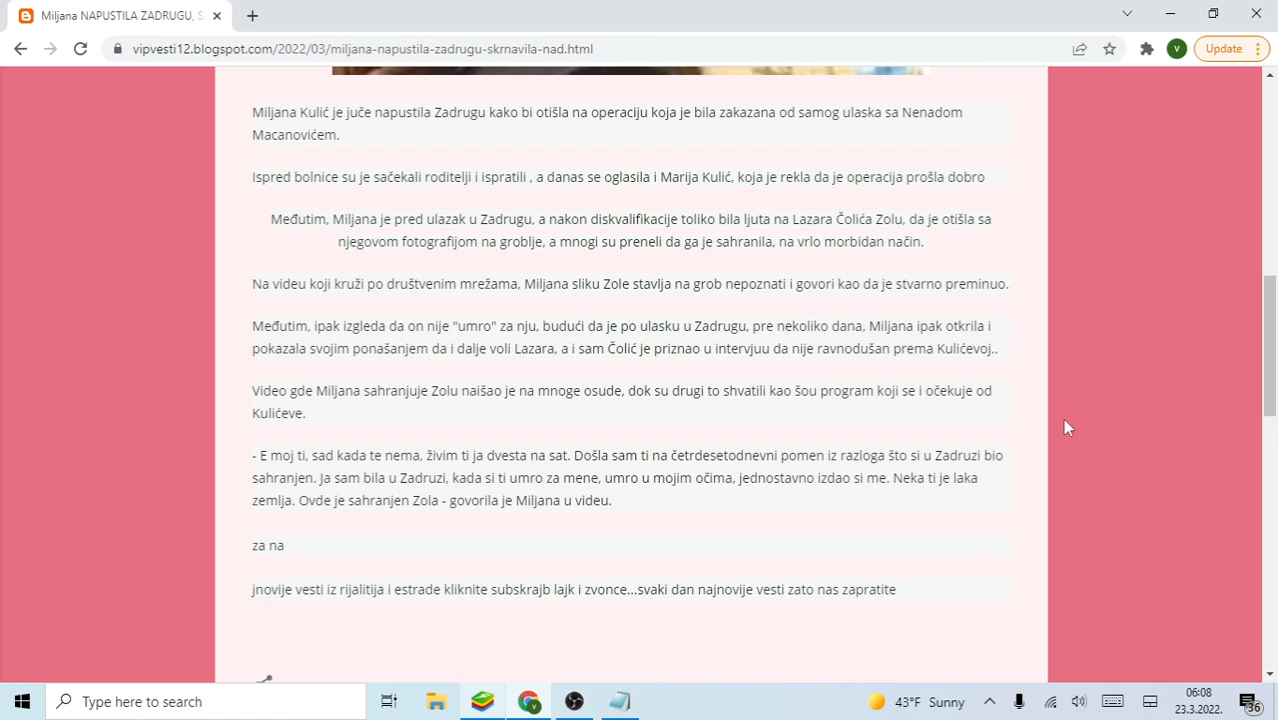 Miljana NAPUSTILA ZADRUGU, S
vipvesti12.blogspot.com/2022/03/miljana-napustila-zadrugu-skrnavila-nad.html
V
Update
Miljana Kulić je juče napustila Zadrugu kako bi otišla na operaciju koja je bila zakazana od samog ulaska sa Nenadom
Macanovićem.
Ispred bolnice su je sačekali roditelji i ispratili , a danas se oglasila i Marija Kulić, koja je rekla da je operacija prošla dobro
Međutim, Miljana je pred ulazak u Zadrugu, a nakon diskvalifikacije toliko bila ljuta na Lazara Čolića Zolu, da je otišla sa
njegovom fotografijom na groblje, a mnogi su preneli da ga je sahranila, na vrlo morbidan način.
Na videu koji kruži po društvenim mrežama, Miljana sliku Zole stavlja na grob nepoznati i govori kao da je stvarno preminuo.
Međutim, ipak izgleda da on nije "umro" za nju, budući da je po ulasku u Zadrugu, pre nekoliko dana, Miljana ipak otkrila i
pokazala svojim ponašanjem da i dalje voli Lazara, a i sam Čolić je priznao u intervjuu da nije ravnodušan prema Kulićevoj..
Video gde Miljana sahranjuje Zolu naišao je na mnoge osude, dok su drugi to shvatili kao šou program koji se i očekuje od
Kulićeve.
- E moj ti, sad kada te nema, živim ti ja dvesta na sat. Došla sam ti na četrdesetodnevni pomen iz razloga što si u Zadruzi bio
sahranjen. Ja sam bila u Zadruzi, kada si ti umro za mene, umro u mojim očima, jednostavno izdao si me. Neka ti je laka
zemlja. Ovde je sahranjen Zola - govorila je Miljana u videu.
za na
jnovije vesti iz rijalitija i estrade kliknite subskrajb lajk i zvonce...svaki dan najnovije vesti zato nas zapratite
Type here to search
43°F Sunny
06:08
23.3.2022.
36